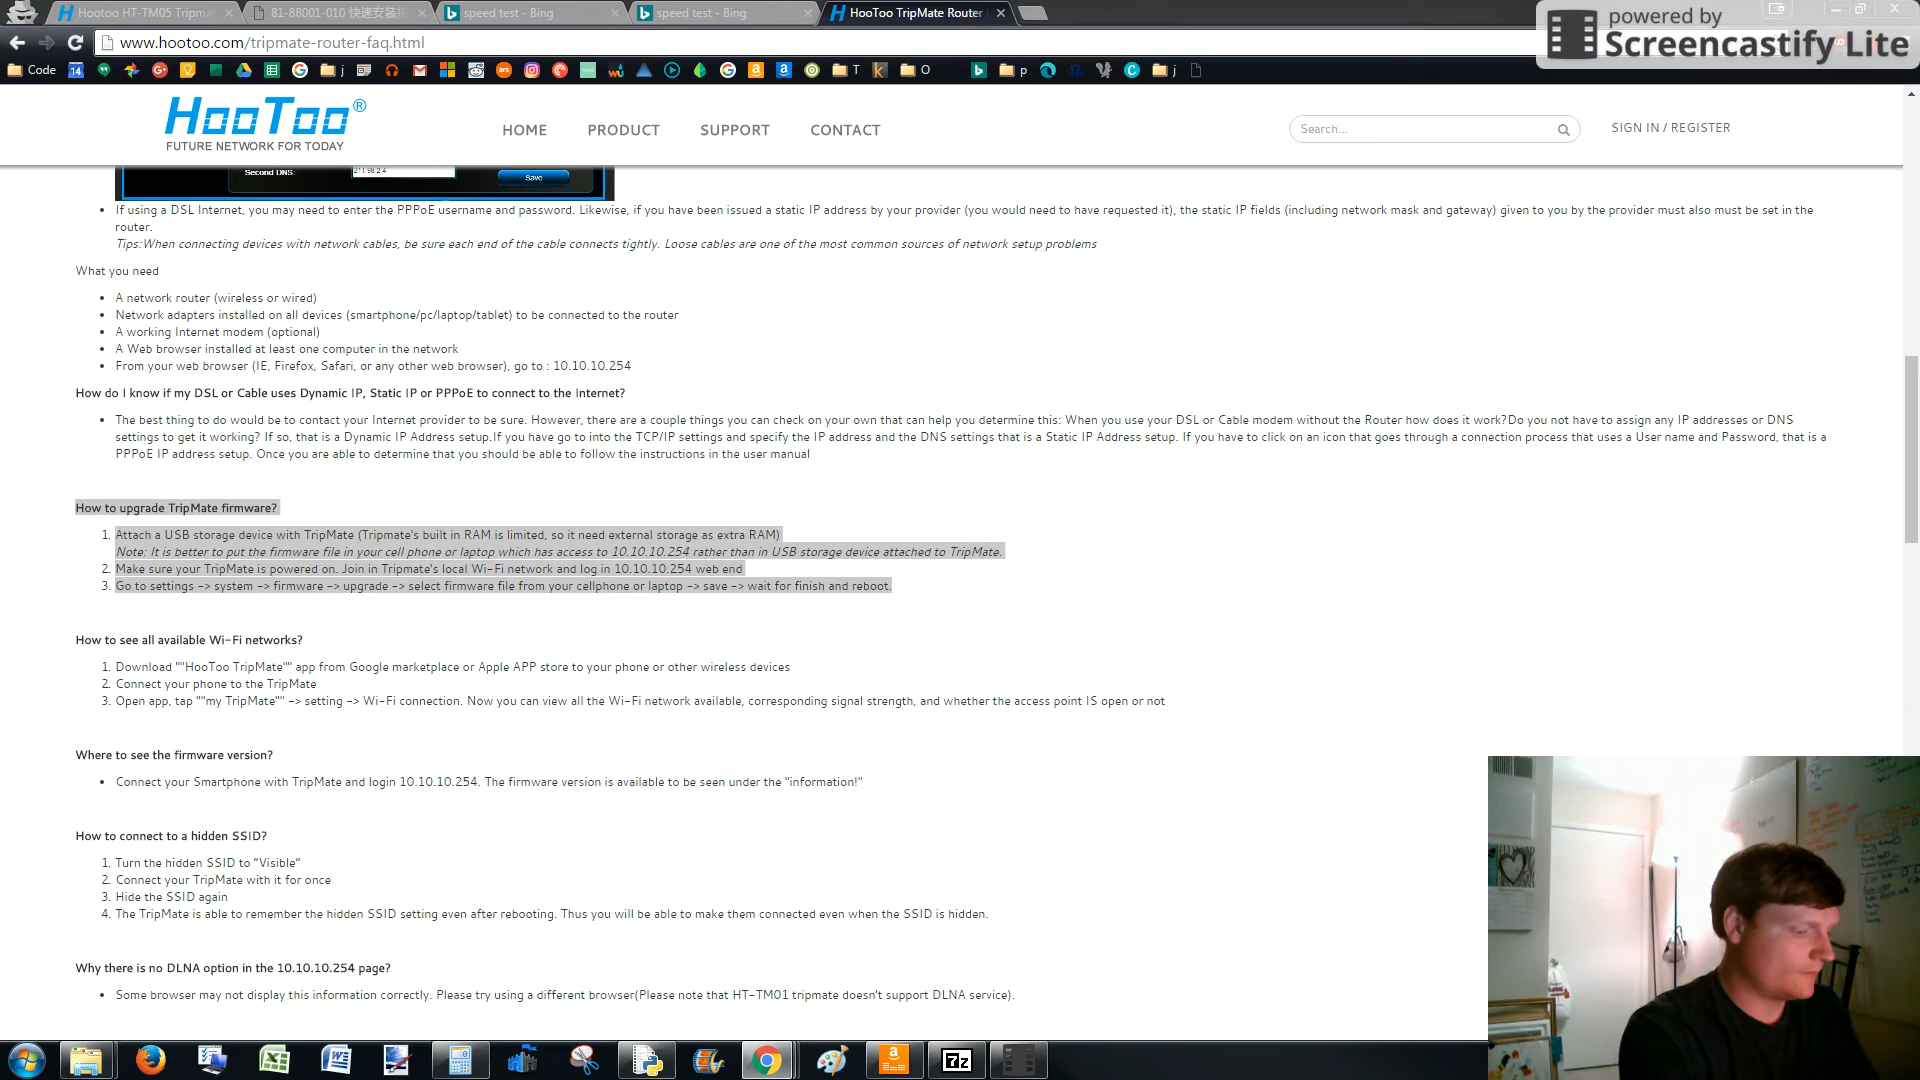 Hootoo HT-TM05 Tripma
81-88001-010 快速安装
speed test - Bing
speed test - Bing
HooToo TripMate Router
powered by
Screencastify Lite
www.hootoo.com/tripmate-router-faq.html
Code
14
j
T
O
p
j
HooToo®
FUTURE NETWORK FOR TODAY
HOME
PRODUCT
SUPPORT
CONTACT
Search...
SIGN IN / REGISTER
Second DNS:
Save
If using a DSL Internet, you may need to enter the PPPoE username and password. Likewise, if you have been issued a static IP address by your provider (you would need to have requested it), the static IP fields (including network mask and gateway) given to you by the provider must also must be set in the
router.
Tips:When connecting devices with network cables, be sure each end of the cable connects tightly. Loose cables are one of the most common sources of network setup problems
What you need
A network router (wireless or wired)
Network adapters installed on all devices (smartphone/pc/laptop/tablet) to be connected to the router
A working Internet modem (optional)
A Web browser installed at least one computer in the network
From your web browser (IE, Firefox, Safari, or any other web browser), go to : 10.10.10.254
How do I know if my DSL or Cable uses Dynamic IP, Static IP or PPPoE to connect to the Internet?
The best thing to do would be to contact your Internet provider to be sure. However, there are a couple things you can check on your own that can help you determine this: When you use your DSL or Cable modem without the Router how does it work?Do you not have to assign any IP addresses or DNS
settings to get it working? If so, that is a Dynamic IP Address setup.If you have go to into the TCP/IP settings and specify the IP address and the DNS settings that is a Static IP Address setup. If you have to click on an icon that goes through a connection process that uses a User name and Password, that is a
PPPoE IP address setup. Once you are able to determine that you should be able to follow the instructions in the user manual
How to upgrade TripMate firmware?
1. Attach a USB storage device with TripMate (Tripmate's built in RAM is limited, so it need external storage as extra RAM)
Note: It is better to put the firmware file in your cell phone or laptop which has access to 10.10.10.254 rather than in USB storage device attached to TripMate.
2. Make sure your TripMate is powered on. Join in Tripmate's local Wi-Fi network and log in 10.10.10.254 web end
3. Go to settings -> system -> firmware -> upgrade -> select firmware file from your cellphone or laptop -> save -> wait for finish and reboot.
How to see all available Wi-Fi networks?
1. Download ""HooToo TripMate"" app from Google marketplace or Apple APP store to your phone or other wireless devices
2. Connect your phone to the TripMate
3. Open app, tap ""my TripMate"" -> setting -> Wi-Fi connection. Now you can view all the Wi-Fi network available, corresponding signal strength, and whether the access point IS open or not
Where to see the firmware version?
Connect your Smartphone with TripMate and login 10.10.10.254. The firmware version is available to be seen under the "information!"
How to connect to a hidden SSID?
1. Turn the hidden SSID to “Visible”
2. Connect your TripMate with it for once
3. Hide the SSID again
4. The TripMate is able to remember the hidden SSID setting even after rebooting. Thus you will be able to make them connected even when the SSID is hidden.
Why there is no DLNA option in the 10.10.10.254 page?
Some browser may not display this information correctly. Please try using a different browser(Please note that HT-TM01 tripmate doesn't support DLNA service).